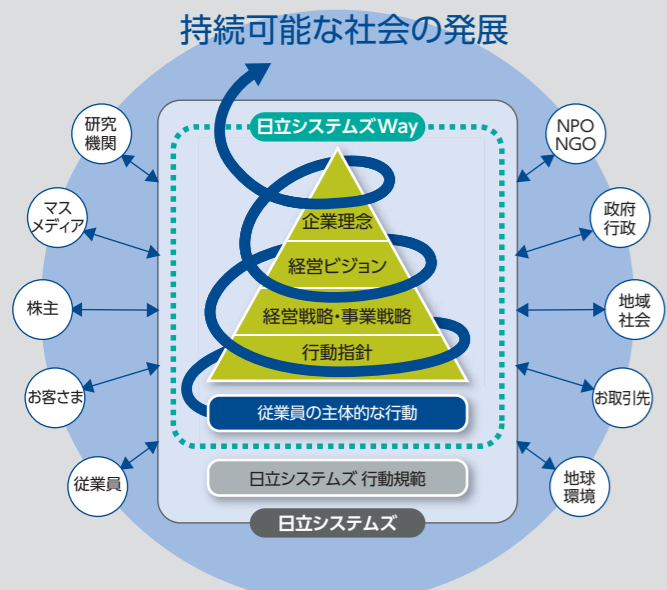 持続可能な社会の発展
日立システムズWay
研究
機関
マス
メディア
株主
お客さま
従業員
企業理念
経営ビジョン
経営戦略・事業戦略
行動指針
従業員の主体的な行動
日立システムズ 行動規範
日立システムズ
NPO
NGO
政府
行政
地域
社会
お取引先
地球
環境